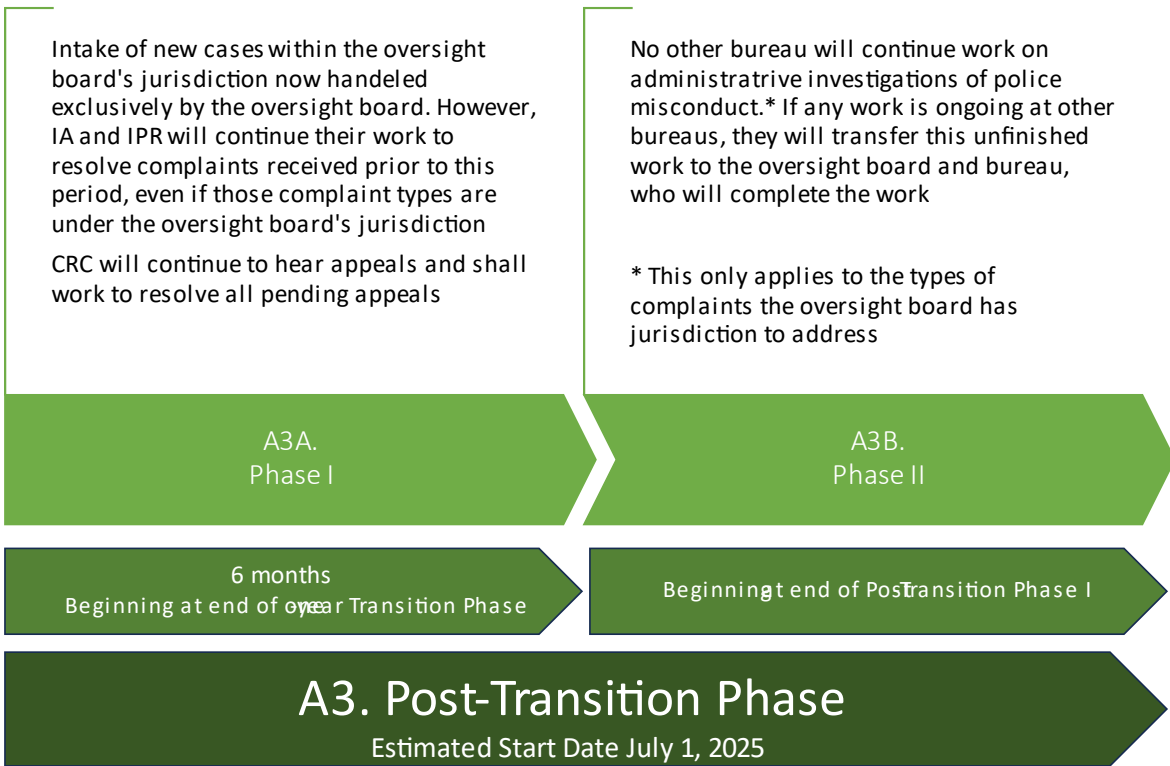 Intake of new cases within the oversight
board's jurisdiction now handeled
exclusively by the oversight board. However,
IA and IPR will continue their work to
resolve complaints received prior to this
period, even if those complaint types are
under the oversight board's jurisdiction
CRC will continue to hear appeals and shall
work to resolve all pending appeals
No other bureau will continue work on
administratrive investigations of police
misconduct.* If any work is ongoing at other
bureaus, they will transfer this unfinished
work to the oversight board and bureau,
who will complete the work
* This only applies to the types of
complaints the oversight board has
jurisdiction to address
A3A.
Phase I
A3B.
Phase II
6 months
Beginning at end of one-year Transition Phase
Beginning at end of Post-Transition Phase I
A3. Post-Transition Phase
Estimated Start Date July 1, 2025